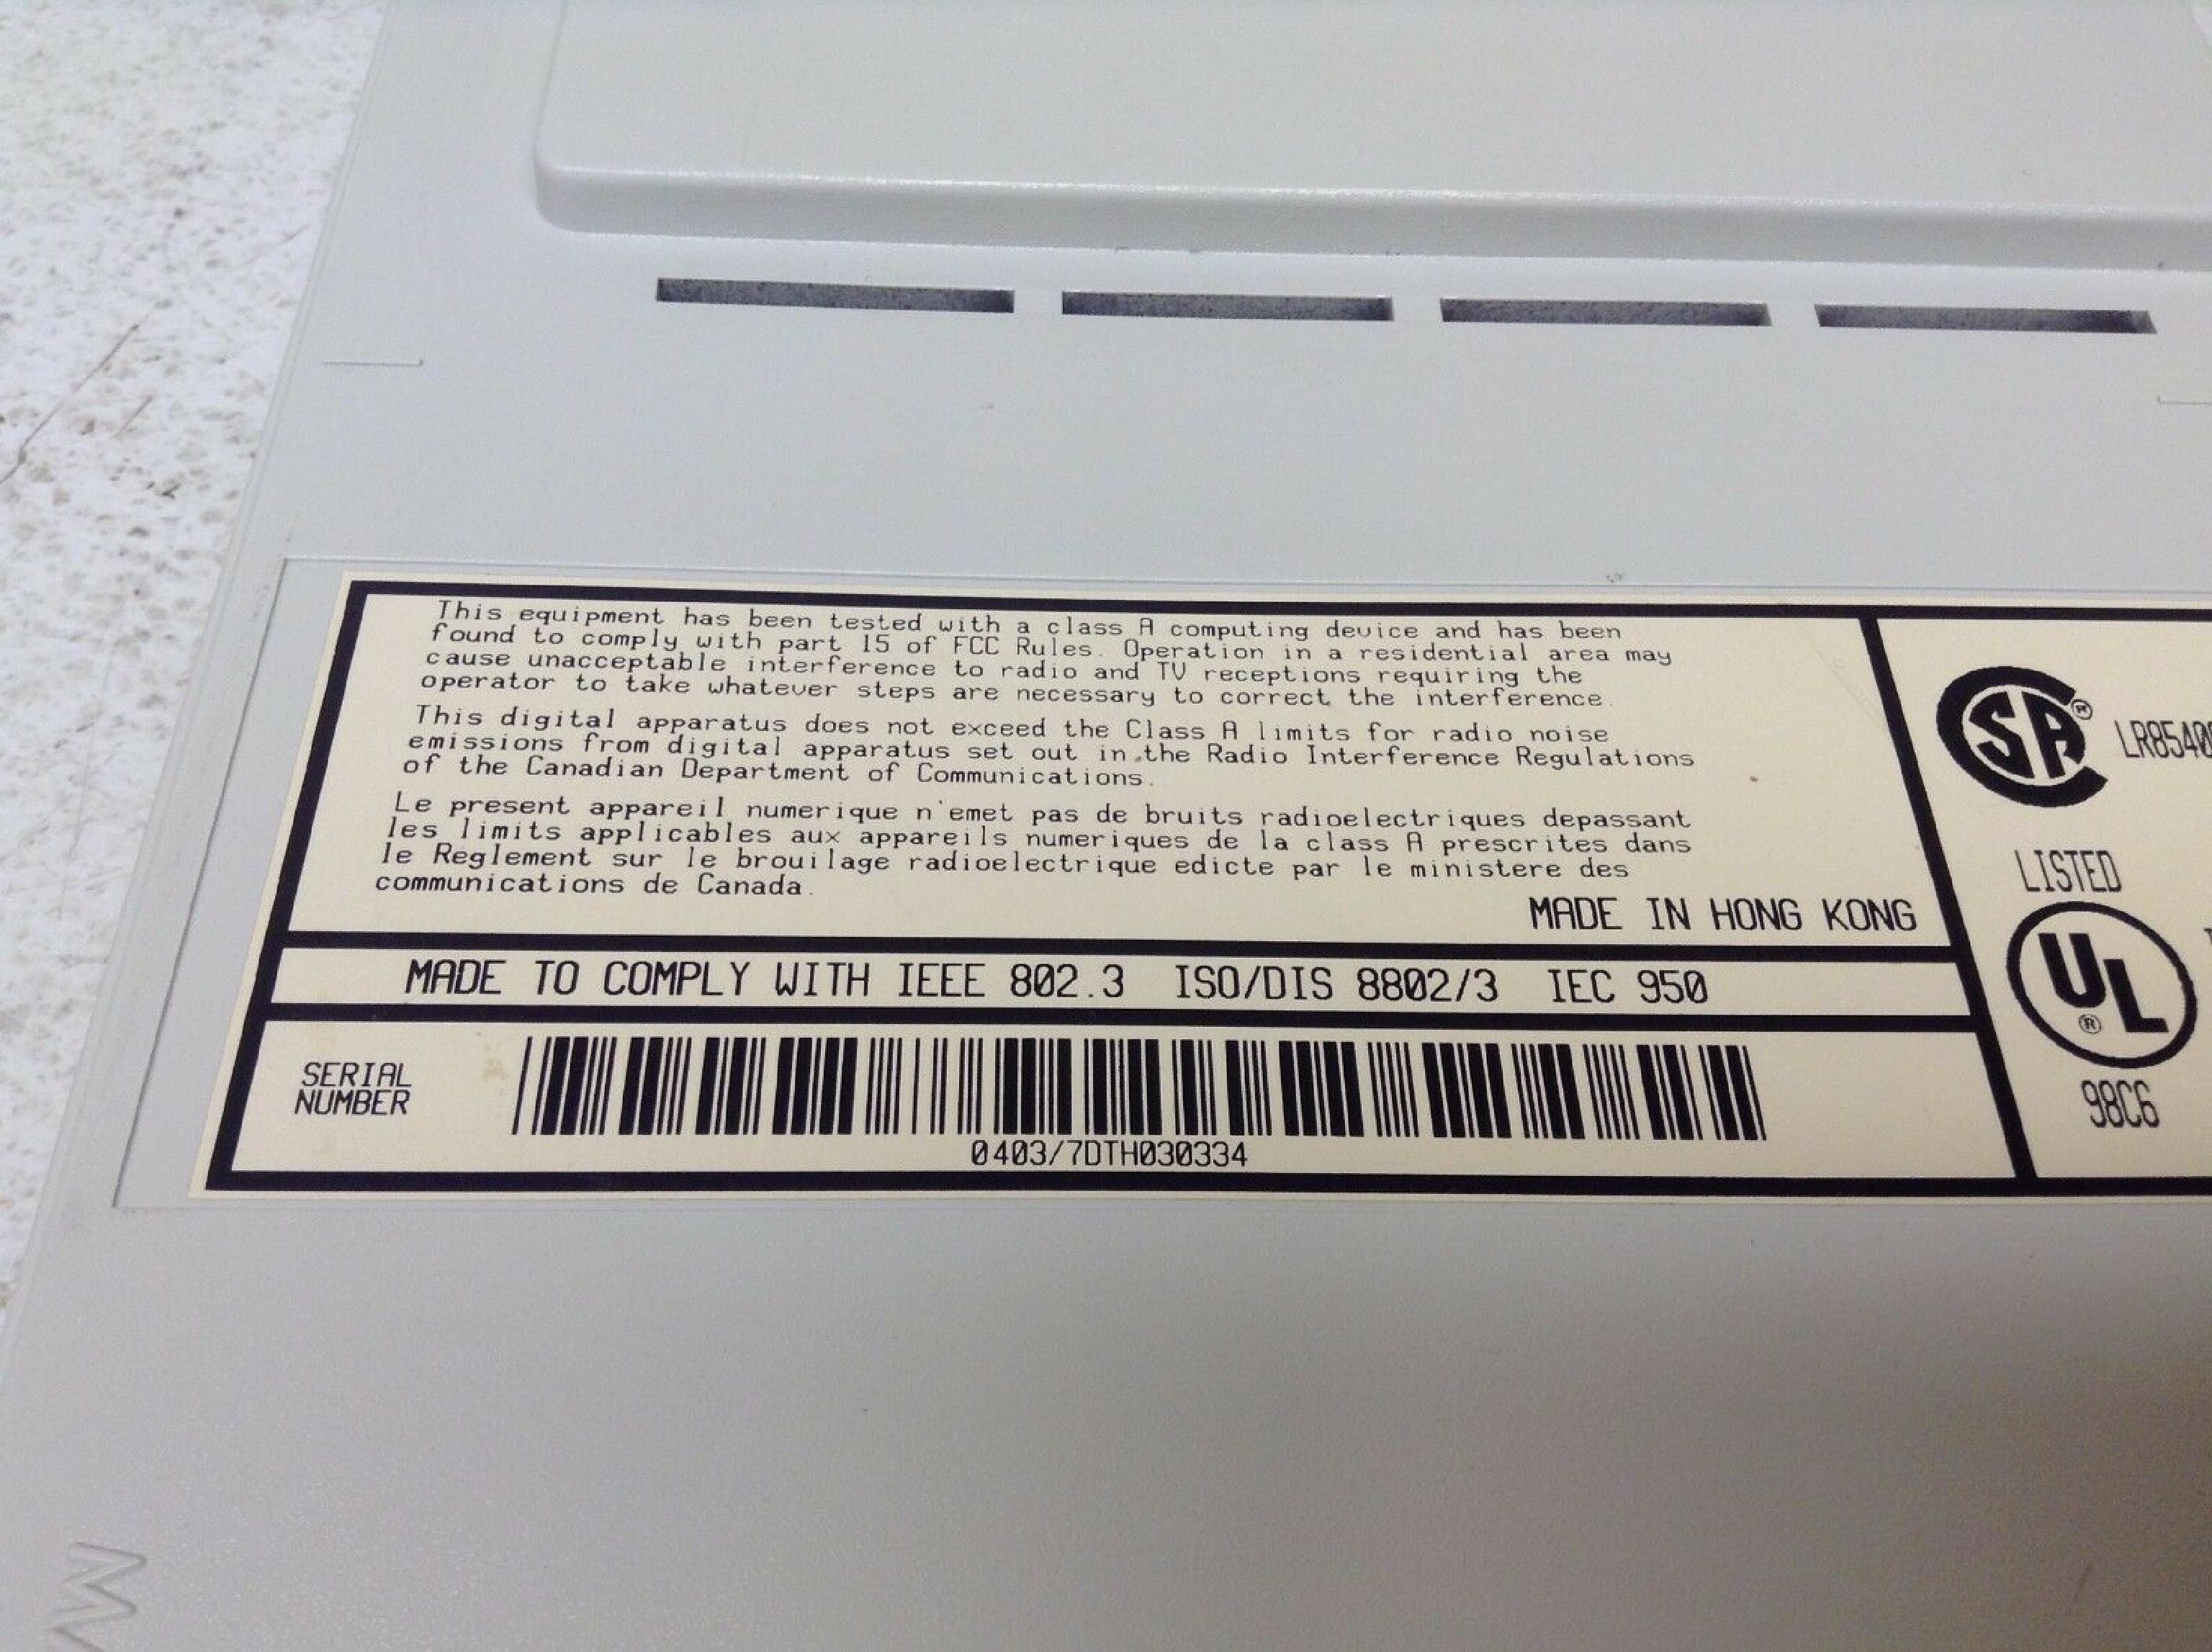 This equipment has been tested with a class A computing device and has been
found to comply with part 15 of FCC Rules. Operation in a residential area may
cause unacceptable interference to radio and TV receptions requiring the
operator to take whatever steps are necessary to correct the interference.
This digital apparatus does not exceed the Class A limits for radio noise
emissions from digital apparatus set out in the Radio Interference Regulations
of the Canadian Department of Communications.
Le present appareil numerique n'emet pas de bruits radioelectriques depassant
les limits applicables aux appareils numeriques de la class A prescrites dans
le Reglement sur le brouilage radioelectrique edicte par le ministere des
communications de Canada.
MADE IN HONG KONG
MADE TO COMPLY WITH IEEE 802.3 ISO/DIS 8802/3 IEC 950
SERIAL
NUMBER
0403/7DTH030334
SA®
LISTED
UL
®
98C6